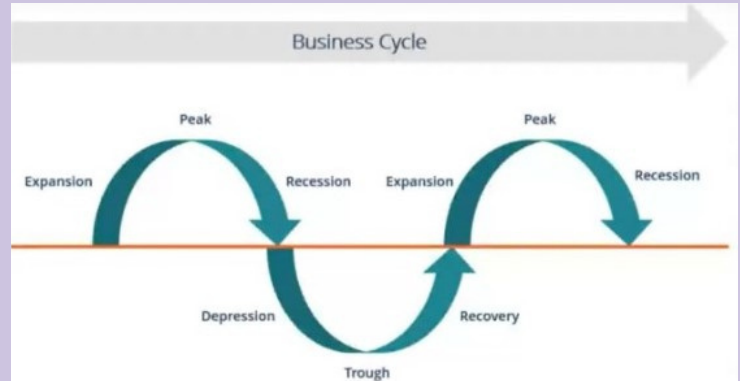 Business Cycle
Peak
Peak
Expansion
Recession
Expansion
Recession
Depression
Recovery
Trough